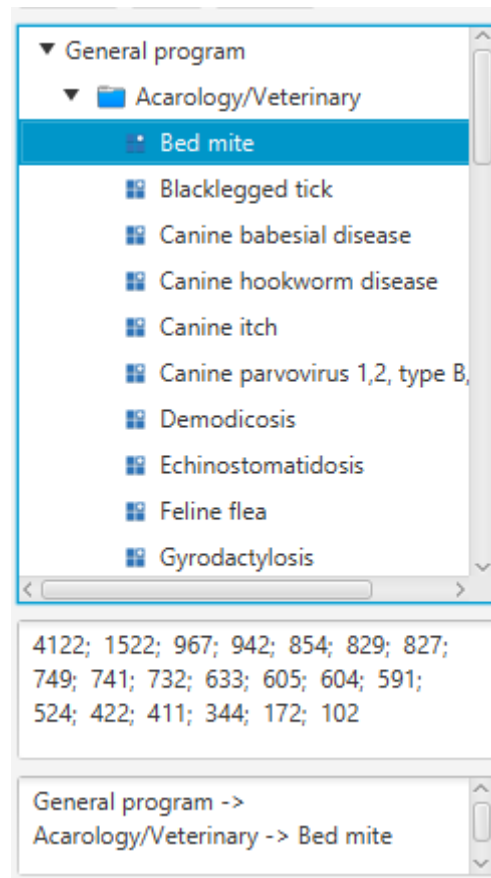 General program
Acarology/Veterinary
Bed mite
Blacklegged tick
Canine babesial disease
Canine hookworm disease
Canine itch
Canine parvovirus 1,2, type B,
Demodicosis
Echinostomatidosis
Feline flea
Gyrodactylosis
4122; 1522; 967; 942; 854; 829; 827;
749; 741; 732; 633; 605; 604; 591;
524; 422; 411; 344; 172; 102
General program ->
Acarology/Veterinary -> Bed mite